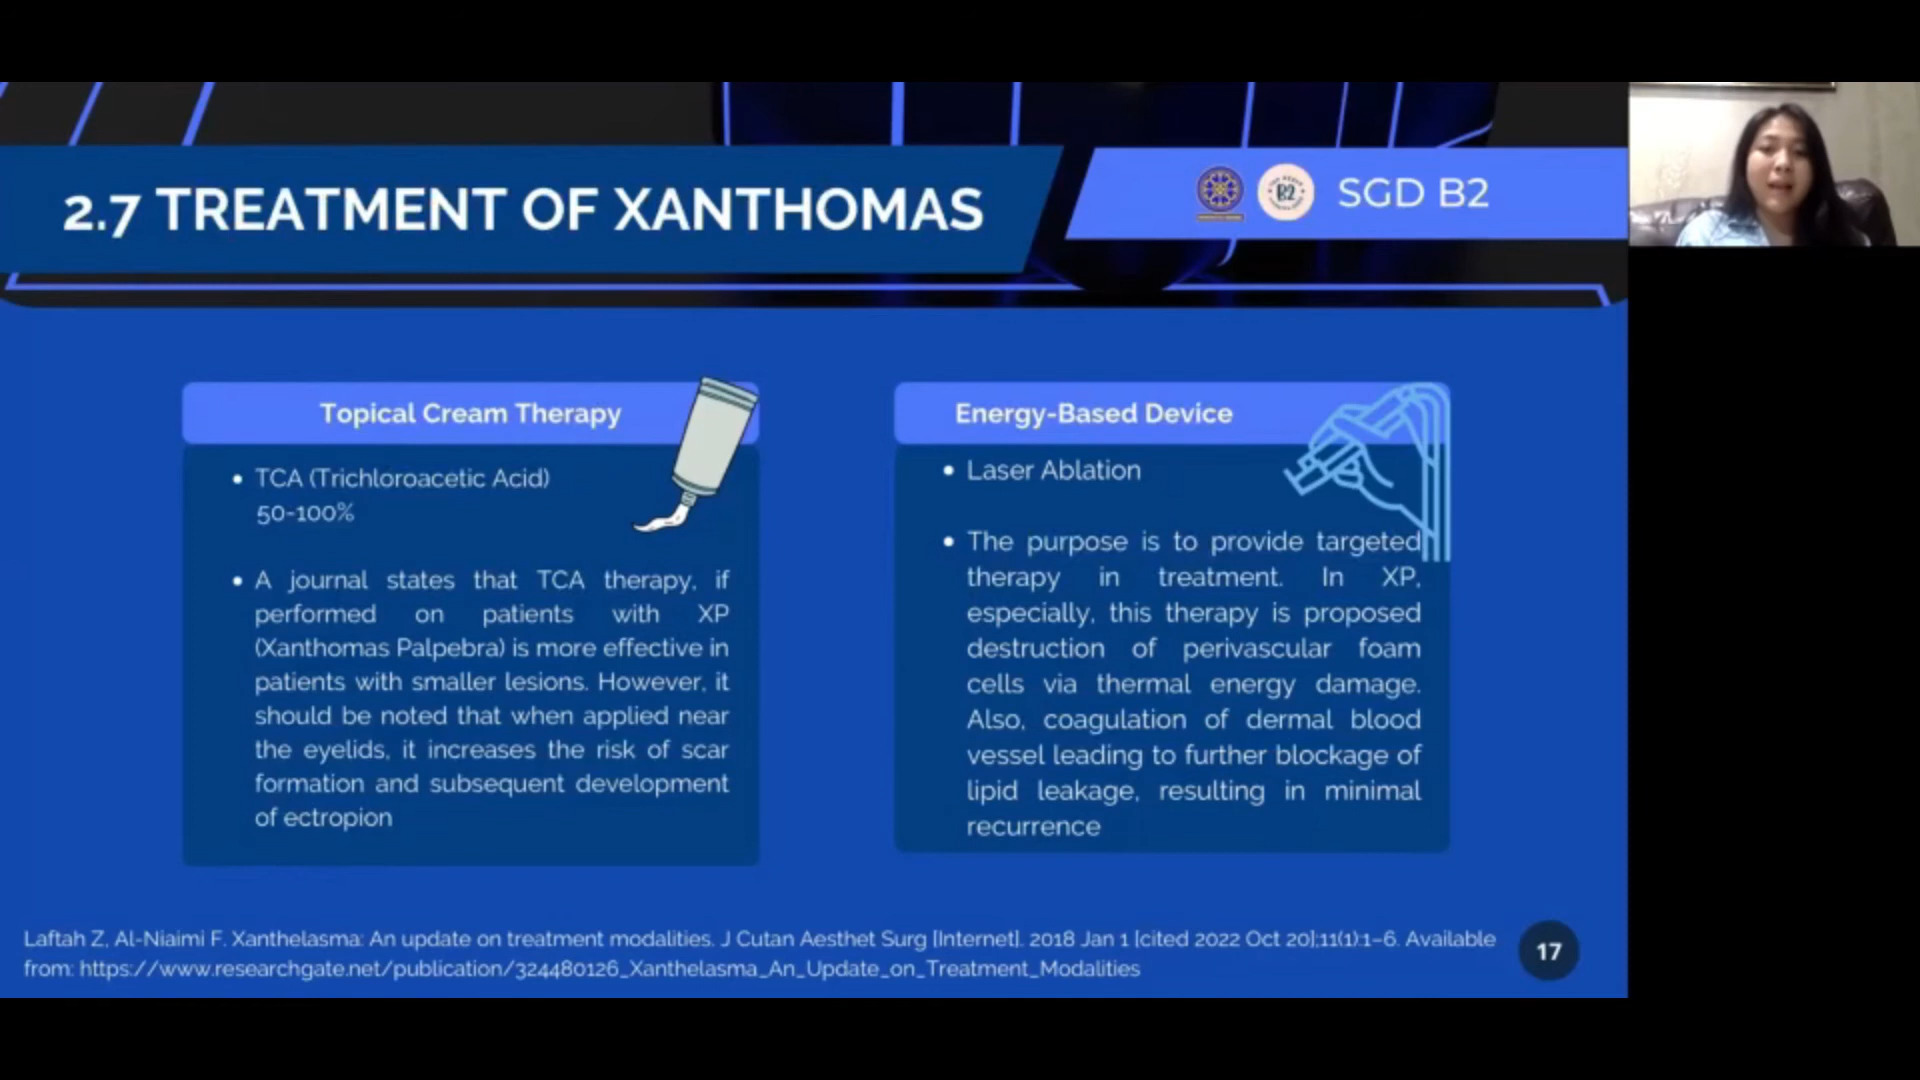 2.7 TREATMENT OF XANTHOMAS
B2
SGD B2
Topical Cream Therapy
TCA (Trichloroacetic Acid)
50-100%
A journal states that TCA therapy, if
performed on patients with XP
(Xanthomas Palpebra) is more effective in
patients with smaller lesions. However, it
should be noted that when applied near
the eyelids, it increases the risk of scar
formation and subsequent development
of ectropion
Energy-Based Device
Laser Ablation
The purpose is to provide targeted
therapy in treatment. In XP,
especially, this therapy is proposed
destruction of perivascular foam
cells via thermal energy damage.
Also, coagulation of dermal blood
vessel leading to further blockage of
lipid leakage, resulting in minimal
recurrence
Laftah Z, Al-Niaimi F. Xanthelasma: An update on treatment modalities. J Cutan Aesthet Surg [Internet]. 2018 Jan 1 [cited 2022 Oct 20];11(1):1–6. Available
from: https://www.researchgate.net/publication/324480126_Xanthelasma_An_Update_on_Treatment_Modalities
17